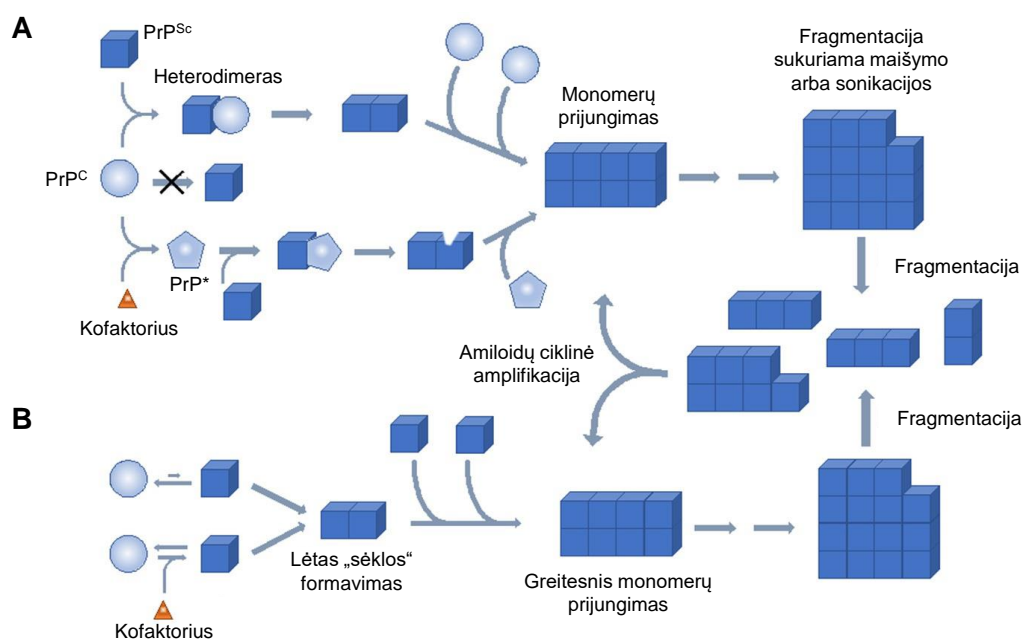 A
PrPSc
Heterodimeras
Monomerų
prijungimas
Fragmentacija
sukuriama maišymo
arba sonikacijos
PrPC
PrP*
Kofaktorius
Fragmentacija
Amiloidų ciklinė
amplifikacija
B
Fragmentacija
Lėtas „sėklos“
formavimas
Greitesnis monomerų
prijungimas
Kofaktorius